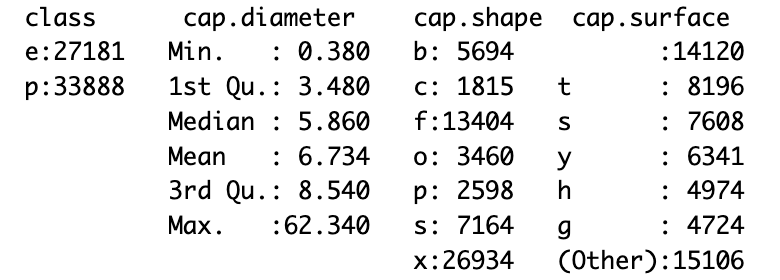 class cap.diameter cap.shape cap.surface
e:27181 Min. : 0.380 b: 5694 :14120
p:33888 1st Qu.: 3.480 c: 1815 t : 8196
Median : 5.860 f:13404 s : 7608
Mean : 6.734 o: 3460 y : 6341
3rd Qu.: 8.540 p: 2598 h : 4974
Max. :62.340 s: 7164 g : 4724
x:26934 (Other):15106